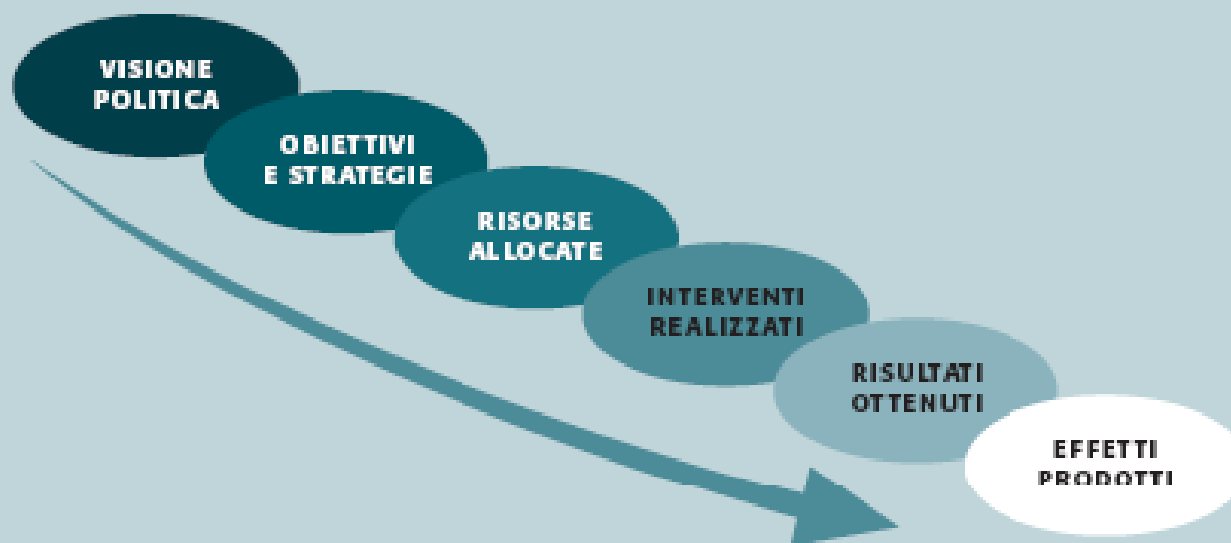 VISIONE
POLITICA
OBIETTIVI
E STRATEGIE
RISORSE
ALLOCATE
INTERVENTI
REALIZZATI
RISULTATI
OTTENUTI
EFFETTI
PRODOTTI